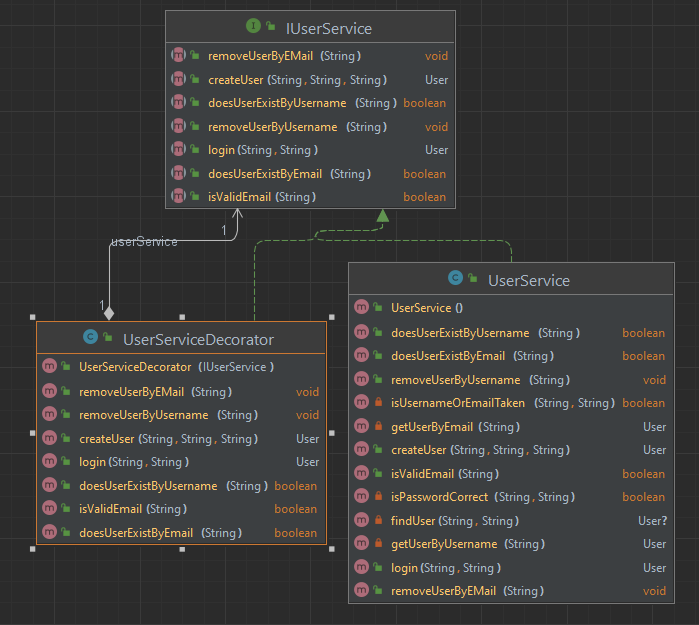 I IUserService
m removeUserByEMail (String) void
m createUser (String, String, String) User
m doesUserExistByUsername (String) boolean
m removeUserByUsername (String) void
m login(String, String) User
m doesUserExistByEmail (String) boolean
m isValidEmail(String) boolean
1
userService
1
C UserServiceDecorator
m UserServiceDecorator (IUserService )
m removeUserByEMail (String) void
m removeUserByUsername (String) void
m createUser (String, String, String) User
m login(String, String) User
m doesUserExistByUsername (String) boolean
m isValidEmail(String) boolean
m doesUserExistByEmail (String) boolean
C UserService
m UserService ()
m doesUserExistByUsername (String) boolean
m doesUserExistByEmail (String) boolean
m removeUserByUsername (String) void
m isUsernameOrEmailTaken (String, String) boolean
m getUserByEmail (String) User
m createUser (String, String, String) User
m isValidEmail(String) boolean
m isPasswordCorrect (String, String) boolean
m findUser (String, String) User?
m getUserByUsername (String) User
m login(String, String) User
m removeUserByEMail (String) void